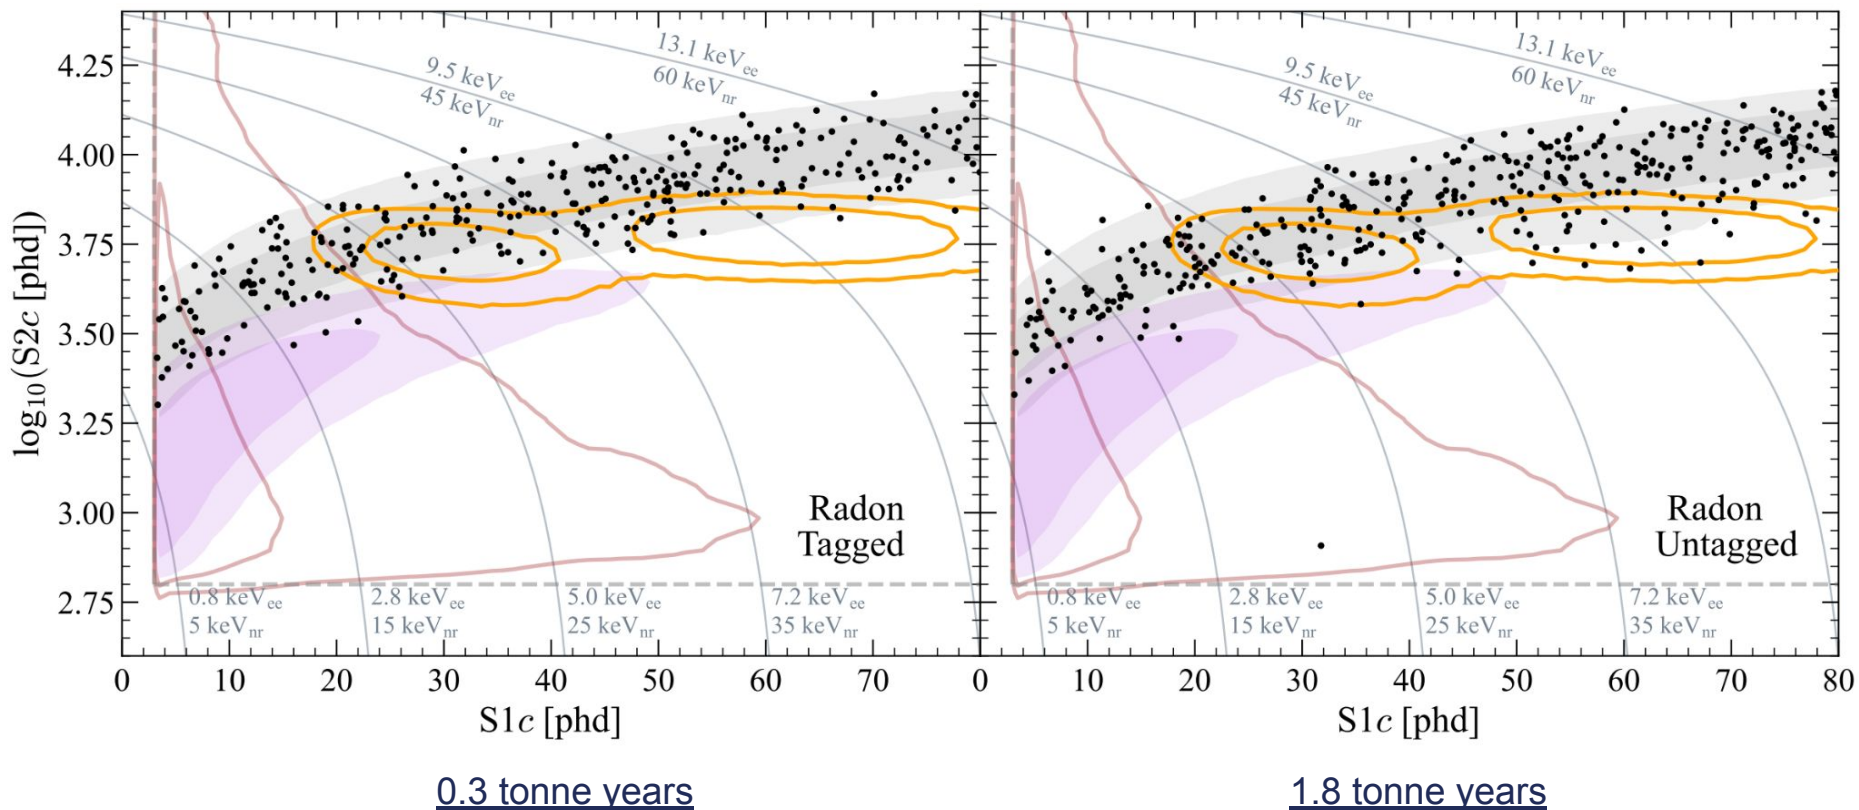 log₁₀(S2c [phd])
4.25
4.00
3.75
3.50
3.25
3.00
2.75
9.5 keVee
45 keVnr
13.1 keVee
60 keVnr
Radon
Tagged
0.8 keVee
5 keVnr
2.8 keVee
15 keVnr
5.0 keVee
25 keVnr
7.2 keVee
35 keVnr
0 10 20 30 40 50 60 70
S1c [phd]
0.3 tonne years
9.5 keVee
45 keVnr
13.1 keVee
60 keVnr
Radon
Untagged
0.8 keVee
5 keVnr
2.8 keVee
15 keVnr
5.0 keVee
25 keVnr
7.2 keVee
35 keVnr
0 10 20 30 40 50 60 70 80
S1c [phd]
1.8 tonne years